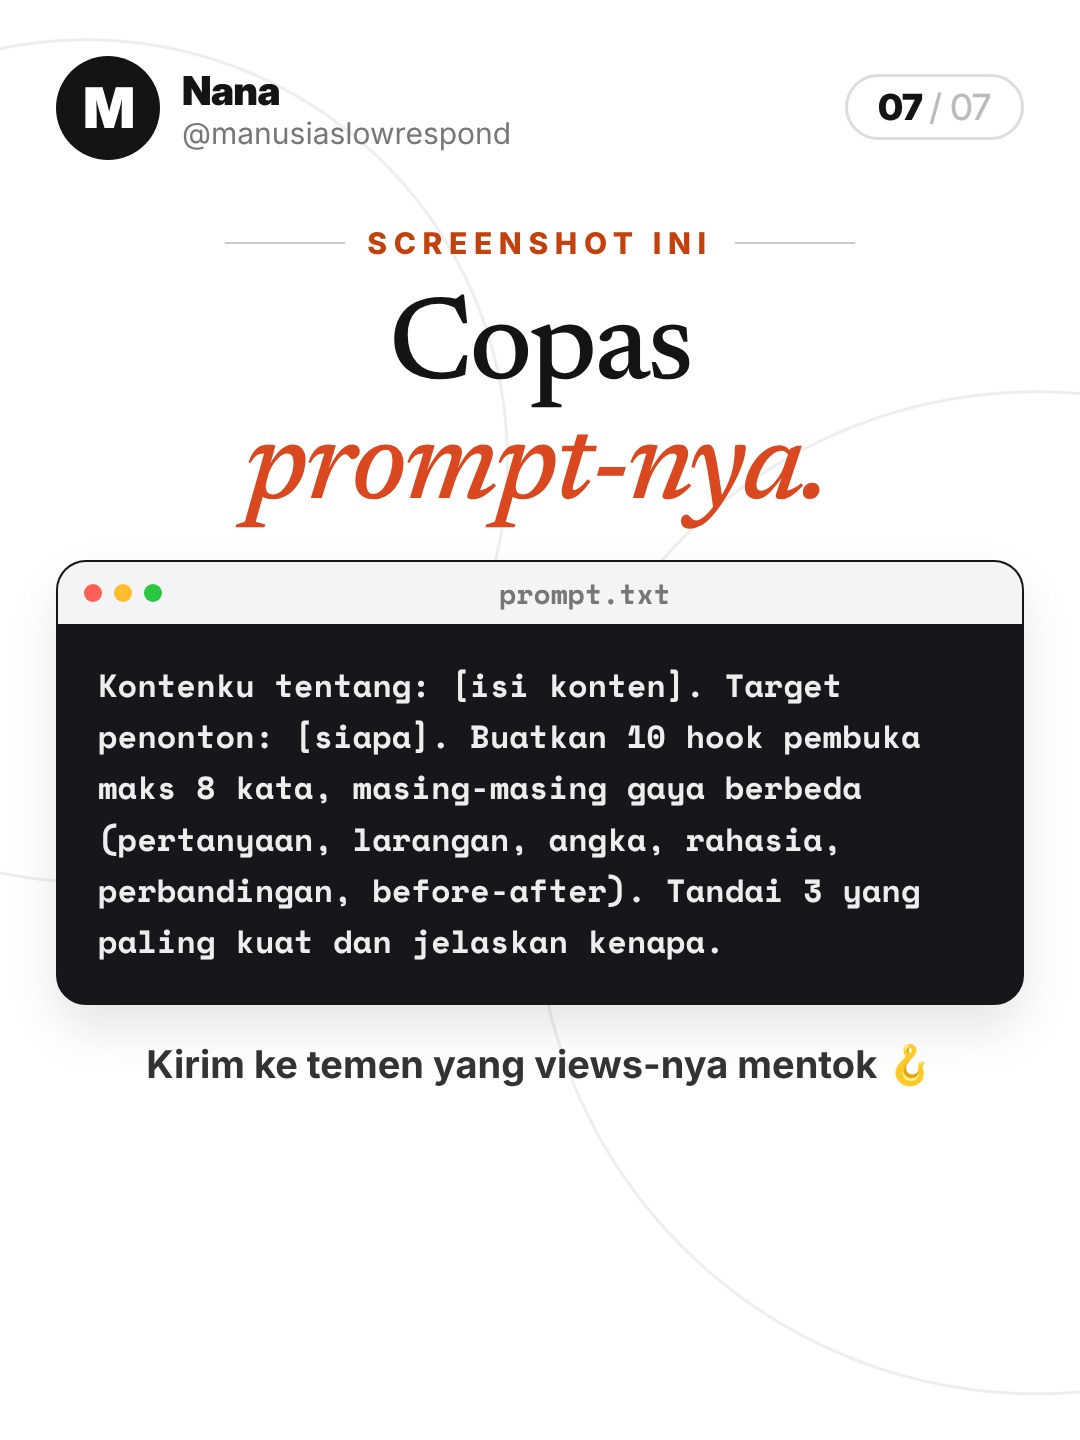 M
Nana
@manusiaslowrespond
07 / 07
SCREENSHOT INI
Copas
prompt-nya.
prompt.txt
Kontenku tentang: [isi konten]. Target
penonton: [siapa]. Buatkan 10 hook pembuka
maks 8 kata, masing-masing gaya berbeda
(pertanyaan, larangan, angka, rahasia,
perbandingan, before-after). Tandai 3 yang
paling kuat dan jelaskan kenapa.
Kirim ke temen yang views-nya mentok 🪝